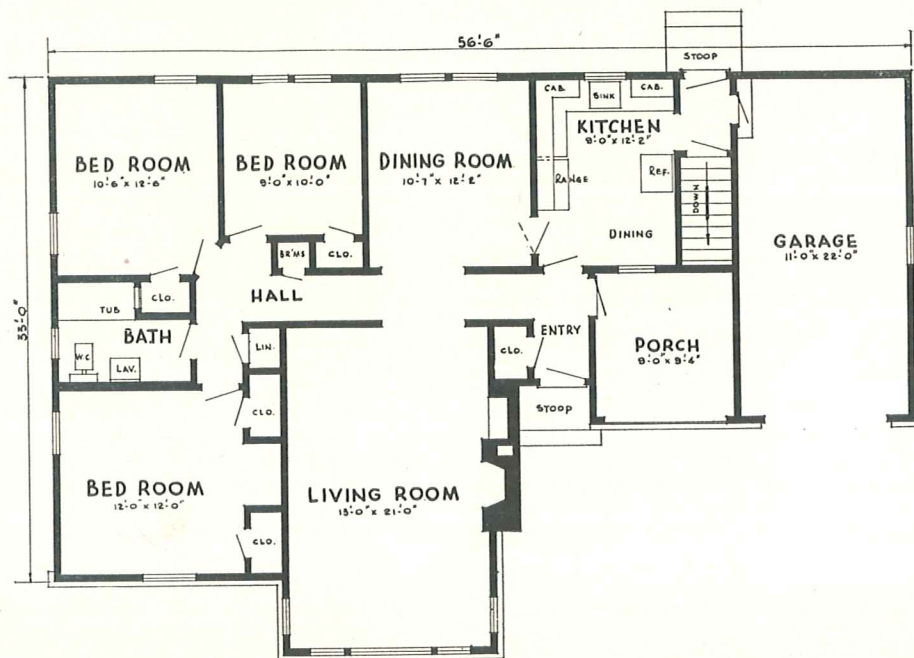 56'-6"
STOOP
CAB.
SINK
CAB.
KITCHEN
9'-0" x 12'-2"
BED ROOM
10'-6" x 12'-6"
BED ROOM
9'-0" x 10'-0"
DINING ROOM
10'-7" x 12'-2"
RANGE
REF.
DOWN
DINING
GARAGE
11'-0" x 22'-0"
BR'MS
CLO.
CLO.
HALL
33'-0"
TUB
BATH
W.C.
LAV.
LIN.
CLO.
ENTRY
PORCH
9'-0" x 9'-4"
CLO.
STOOP
BED ROOM
12'-0" x 12'-0"
LIVING ROOM
13'-0" x 21'-0"
CLO.